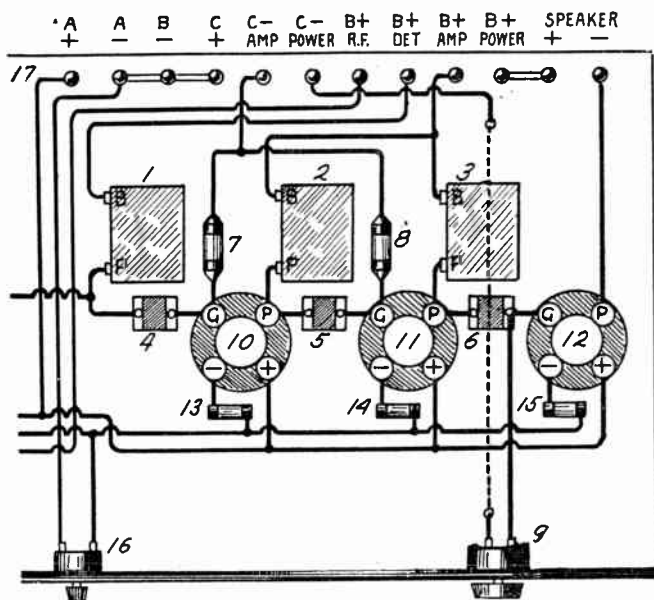 A A B C C- C- B+ B+ B+ B+ SPEAKER
+ - - + AMP POWER R.F. DET AMP POWER + -
17
1 2 3
B B B
7 8
P P P
G P G P G P
4 10 5 11 6 12
- + - + - +
13 14 15
16 9